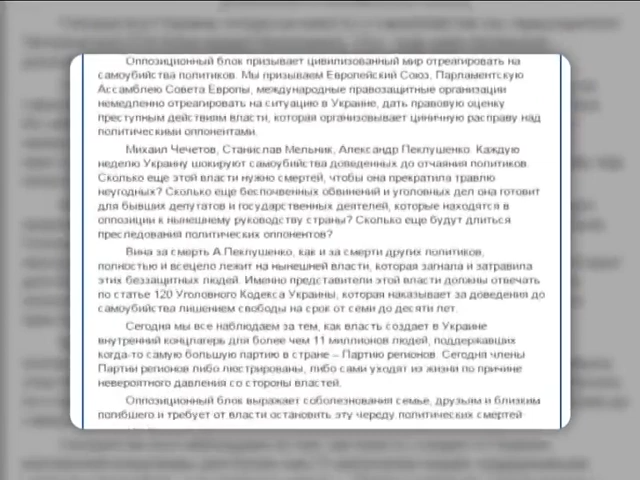 Оппозиционный блок призывает цивилизованный мир отреагировать на
самоубийства политиков. Мы призываем Европейский Союз, Парламентскую
Ассамблею Совета Европы, международные правозащитные организации
немедленно отреагировать на ситуацию в Украине, дать правовую оценку
преступным действиям власти, которая организовывает циничную расправу над
политическими оппонентами.
Михаил Чечетов, Станислав Мельник, Александр Пеклушенко. Каждую
неделю Украину шокируют самоубийства доведенных до отчаяния политиков.
Сколько еще этой власти нужно смертей, чтобы она прекратила травлю
неугодных? Сколько еще беспочвенных обвинений и уголовных дел она готовит
для бывших депутатов и государственных деятелей, которые находятся в
оппозиции к нынешнему руководству страны? Сколько еще будут длиться
преследования политических оппонентов?
Вина за смерть А.Пеклушенко, как и за смерти других политиков,
полностью и всецело лежит на нынешней власти, которая загнала и затравила
этих беззащитных людей. Именно представители этой власти должны отвечать
по статье 120 Уголовного Кодекса Украины, которая наказывает за доведения до
самоубийства лишением свободы на срок от семи до десяти лет.
Сегодня мы все наблюдаем за тем, как власть создает в Украине
внутренний концлагерь для более чем 11 миллионов людей, поддержавших
когда-то самую большую партию в стране – Партию регионов. Сегодня члены
Партии регионов либо люстрированы, либо сами уходят из жизни по причине
невероятного давления со стороны властей.
Оппозиционный блок выражает соболезнования семье, друзьям и близким
погибшего и требует от власти остановить эту череду политических смертей